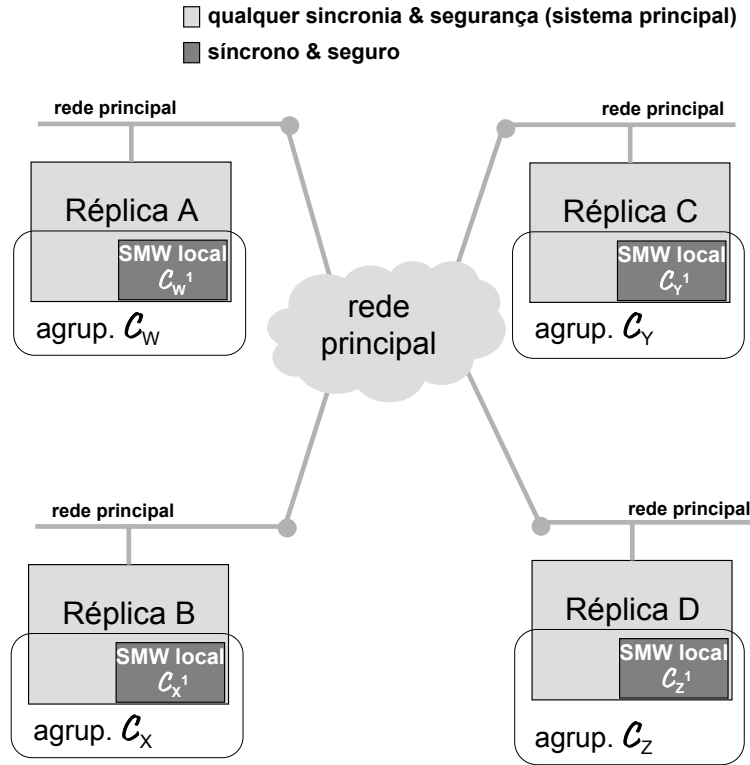 qualquer sincronia & segurança (sistema principal)
síncrono & seguro
rede principal
Réplica A
SMW local
C_W^1
agrup. C_W
rede principal
Réplica C
SMW local
C_Y^1
agrup. C_Y
rede
principal
rede principal
Réplica B
SMW local
C_X^1
agrup. C_X
rede principal
Réplica D
SMW local
C_Z^1
agrup. C_Z